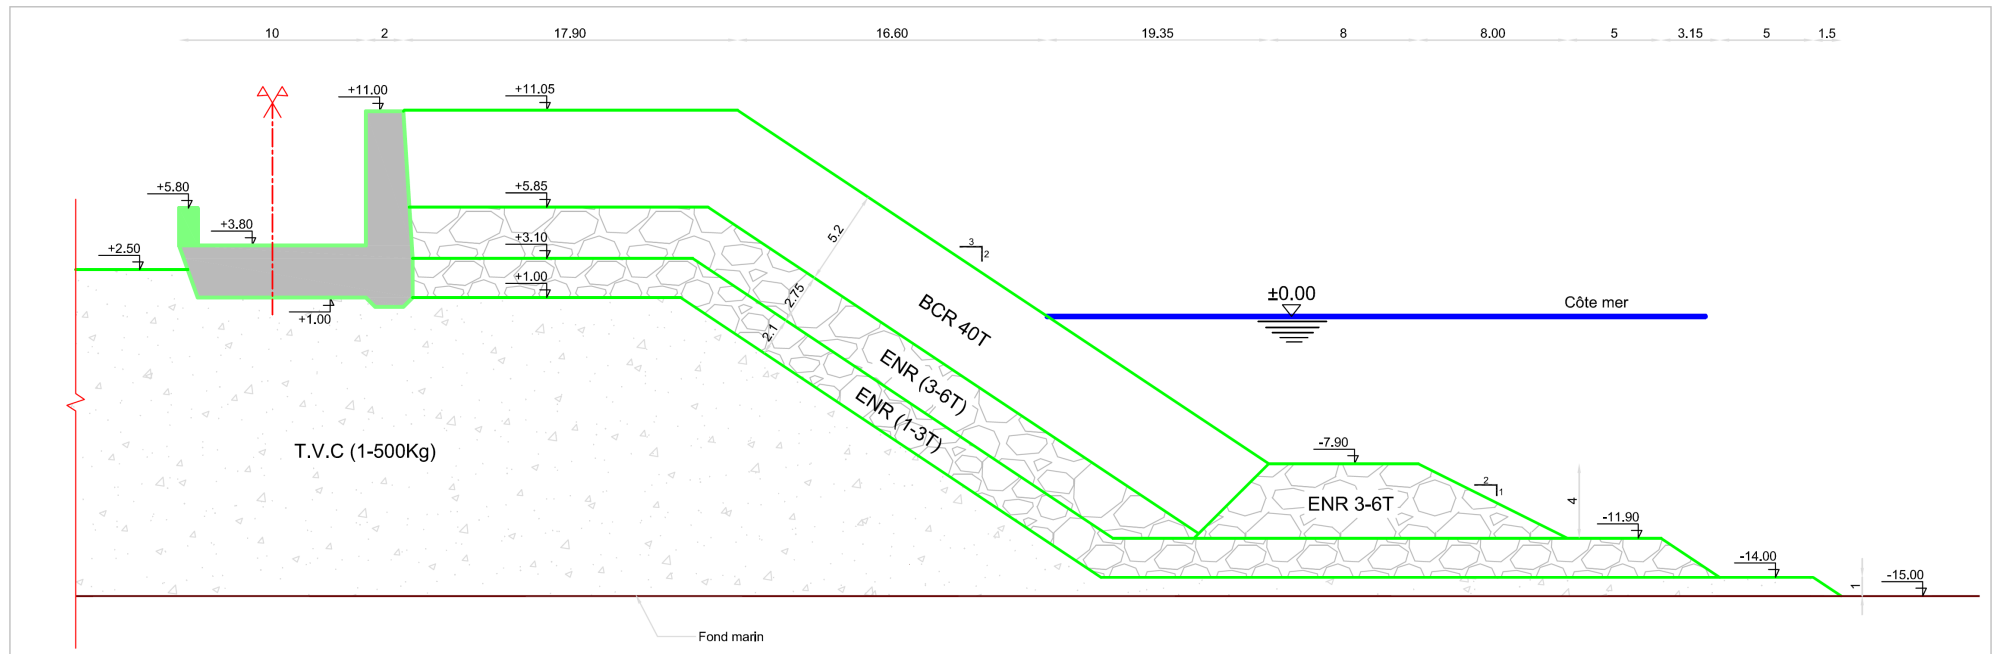 10 2 17.90 16.60 19.35 8 8.00 5 3.15 5 1.5
+11.00 +11.05
+5.80 +5.85
+3.80 +3.10
+2.50 +1.00
+1.00
5.2
2.75
2.1
3
2
BCR 40T
±0.00
Côte mer
ENR (3-6T)
ENR (1-3T)
T.V.C (1-500Kg)
-7.90
2
1
ENR 3-6T
4
-11.90
-14.00
1
-15.00
Fond marin